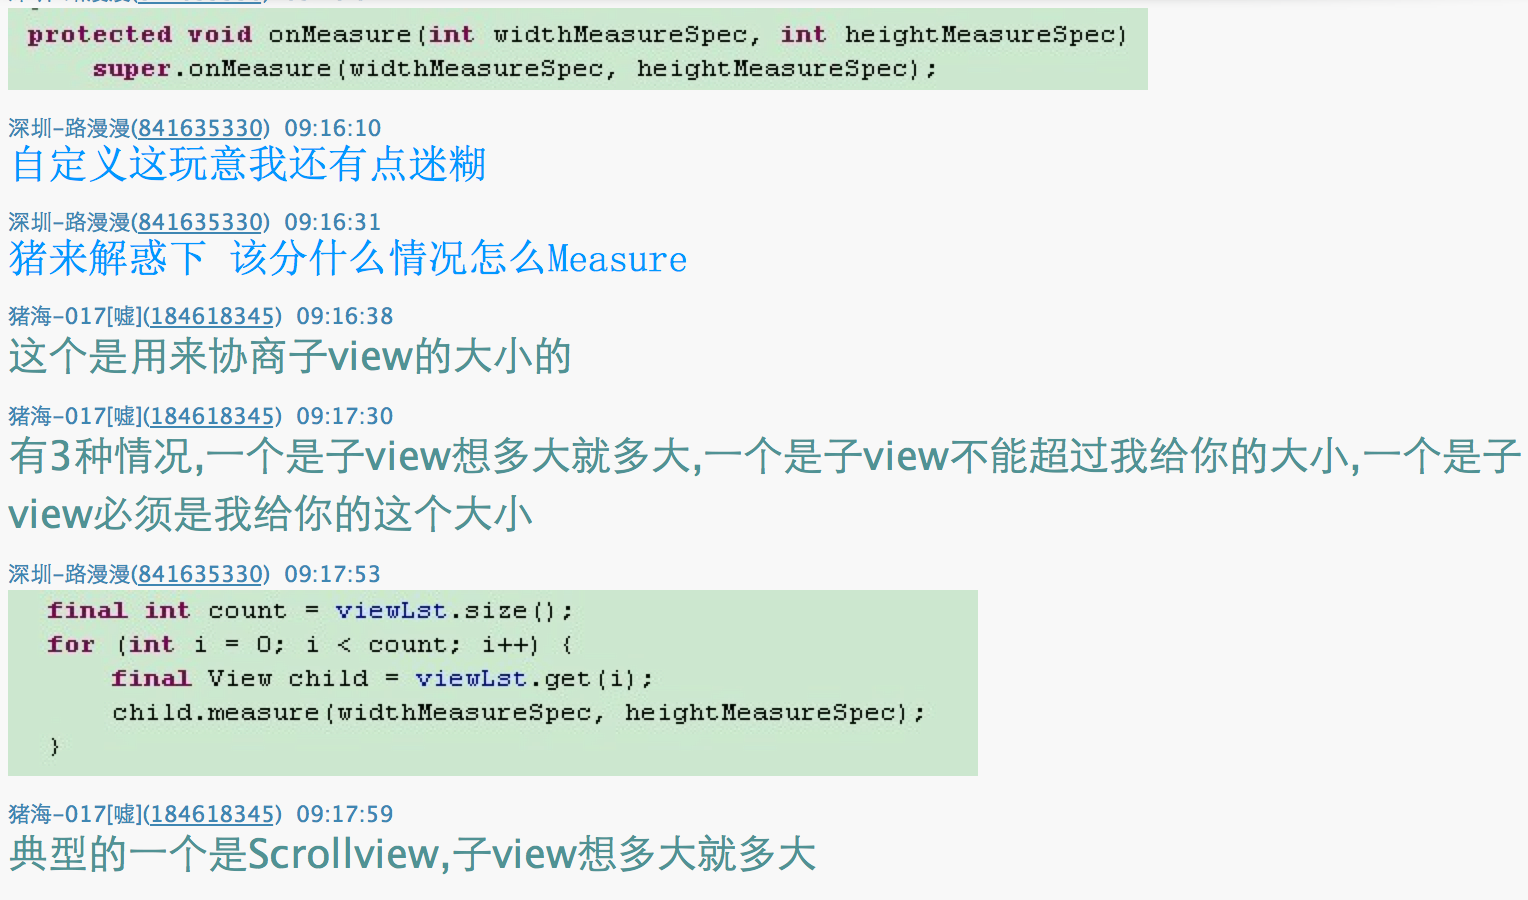 protected void onMeasure(int widthMeasureSpec, int heightMeasureSpec)
super.onMeasure(widthMeasureSpec, heightMeasureSpec);
深圳-路漫漫(841635330) 09:16:10
自定义这玩意我还有点迷糊
深圳-路漫漫(841635330) 09:16:31
猪来解惑下 该分什么情况怎么Measure
猪海-017[嘘](184618345) 09:16:38
这个是用来协商子view的大小的
猪海-017[嘘](184618345) 09:17:30
有3种情况,一个是子view想多大就多大,一个是子view不能超过我给你的大小,一个是子
view必须是我给你的这个大小
深圳-路漫漫(841635330) 09:17:53
final int count = viewLst.size();
for (int i = 0; i < count; i++) {
final View child = viewLst.get(i);
child.measure(widthMeasureSpec, heightMeasureSpec);
}
猪海-017[嘘](184618345) 09:17:59
典型的一个是Scrollview,子view想多大就多大